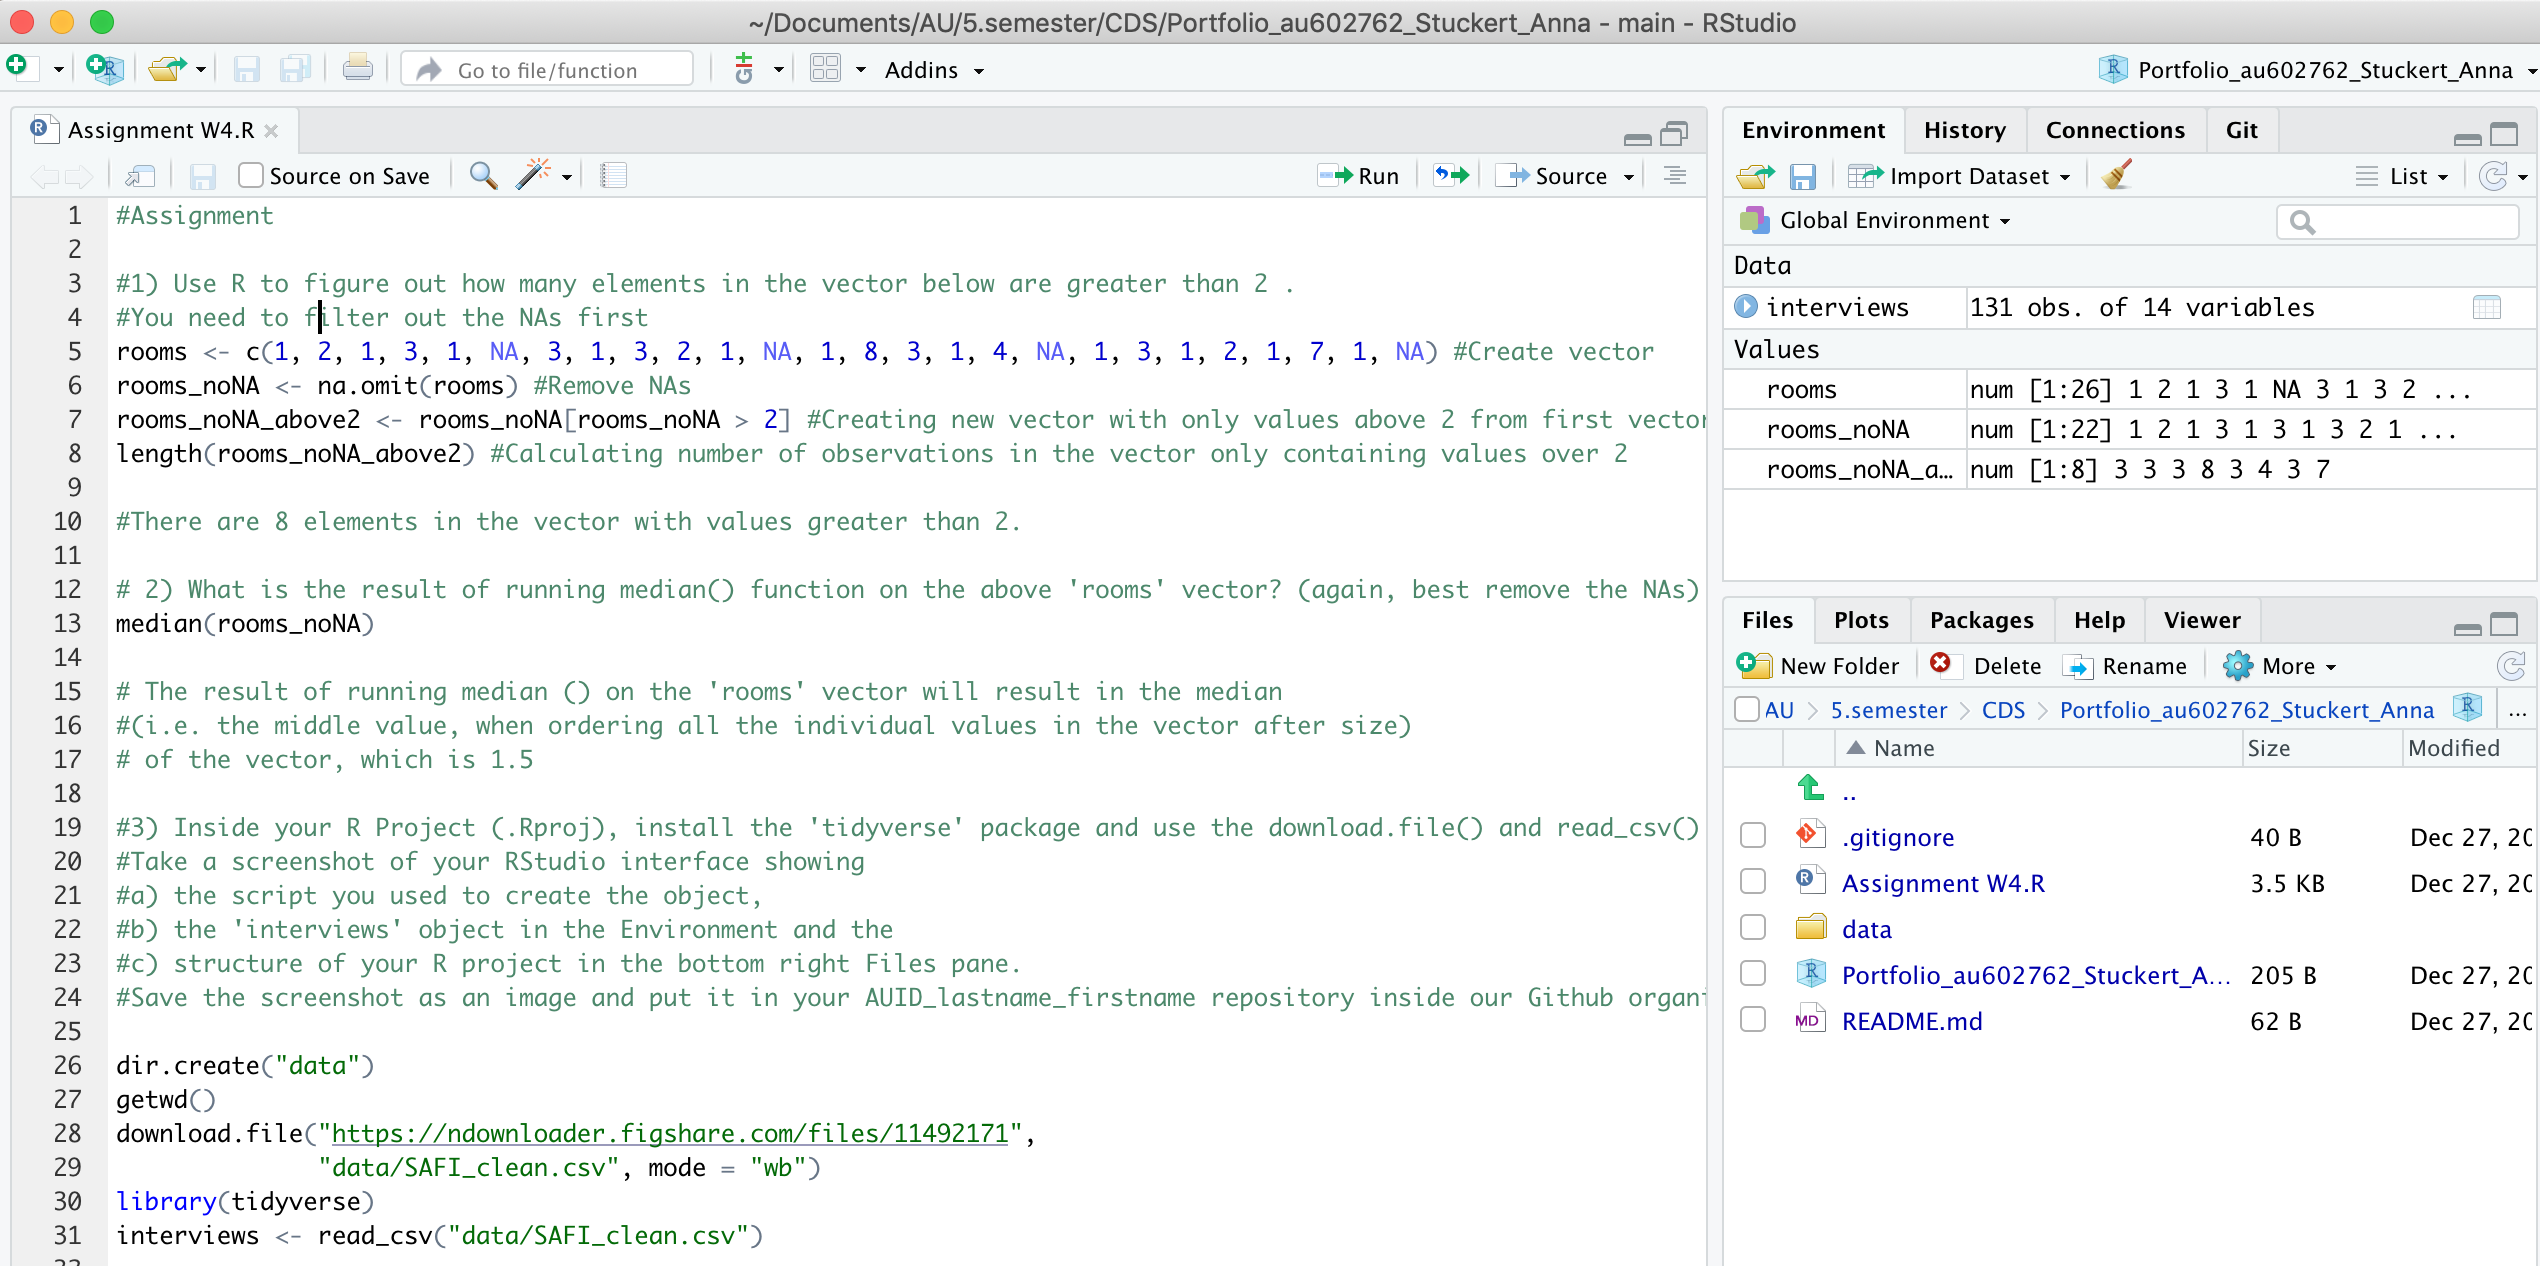 ~/Documents/AU/5.semester/CDS/Portfolio_au602762_Stuckert_Anna - main - RStudio
Go to file/function
Addins
Portfolio_au602762_Stuckert_Anna
Assignment W4.R
Source on Save
Run
Source
1 #Assignment
2
3 #1) Use R to figure out how many elements in the vector below are greater than 2 .
4 #You need to filter out the NAs first
5 rooms <- c(1, 2, 1, 3, 1, NA, 3, 1, 3, 2, 1, NA, 1, 8, 3, 1, 4, NA, 1, 3, 1, 2, 1, 7, 1, NA) #Create vector
6 rooms_noNA <- na.omit(rooms) #Remove NAs
7 rooms_noNA_above2 <- rooms_noNA[rooms_noNA > 2] #Creating new vector with only values above 2 from first vector
8 length(rooms_noNA_above2) #Calculating number of observations in the vector only containing values over 2
9
10 #There are 8 elements in the vector with values greater than 2.
11
12 # 2) What is the result of running median() function on the above 'rooms' vector? (again, best remove the NAs)
13 median(rooms_noNA)
14
15 # The result of running median () on the 'rooms' vector will result in the median
16 #(i.e. the middle value, when ordering all the individual values in the vector after size)
17 # of the vector, which is 1.5
18
19 #3) Inside your R Project (.Rproj), install the 'tidyverse' package and use the download.file() and read_csv()
20 #Take a screenshot of your RStudio interface showing
21 #a) the script you used to create the object,
22 #b) the 'interviews' object in the Environment and the
23 #c) structure of your R project in the bottom right Files pane.
24 #Save the screenshot as an image and put it in your AUID_lastname_firstname repository inside our Github organi
25
26 dir.create("data")
27 getwd()
28 download.file("https://ndownloader.figshare.com/files/11492171",
29 "data/SAFI_clean.csv", mode = "wb")
30 library(tidyverse)
31 interviews <- read_csv("data/SAFI_clean.csv")
Environment History Connections Git
Import Dataset List
Global Environment
Data
interviews 131 obs. of 14 variables
Values
rooms num [1:26] 1 2 1 3 1 NA 3 1 3 2 ...
rooms_noNA num [1:22] 1 2 1 3 1 3 1 3 2 1 ...
rooms_noNA_a… num [1:8] 3 3 3 8 3 4 3 7
Files Plots Packages Help Viewer
New Folder Delete Rename More
AU > 5.semester > CDS > Portfolio_au602762_Stuckert_Anna ...
Name Size Modified
..
.gitignore 40 B Dec 27, 20
Assignment W4.R 3.5 KB Dec 27, 20
data
Portfolio_au602762_Stuckert_A... 205 B Dec 27, 20
README.md 62 B Dec 27, 20